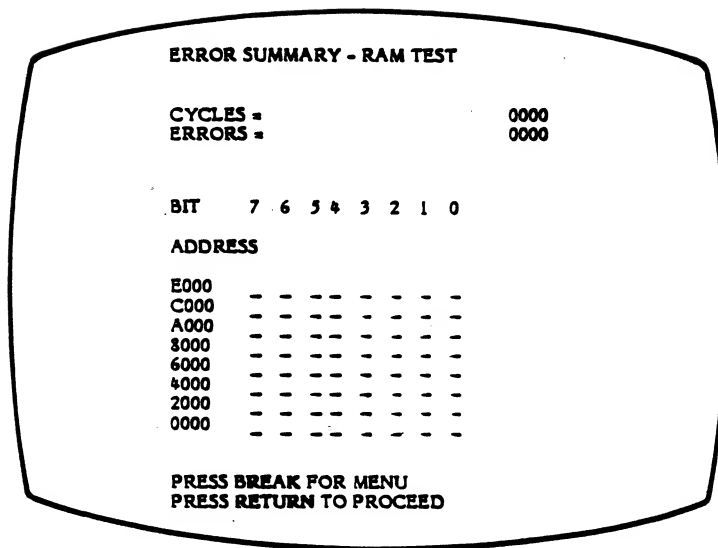 ERROR SUMMARY - RAM TEST
CYCLES = 0000
ERRORS = 0000
BIT 7 6 5 4 3 2 1 0
ADDRESS
E000 _ _ _ _ _ _ _ _
C000 _ _ _ _ _ _ _ _
A000 _ _ _ _ _ _ _ _
8000 _ _ _ _ _ _ _ _
6000 _ _ _ _ _ _ _ _
4000 _ _ _ _ _ _ _ _
2000 _ _ _ _ _ _ _ _
0000 _ _ _ _ _ _ _ _
PRESS BREAK FOR MENU
PRESS RETURN TO PROCEED